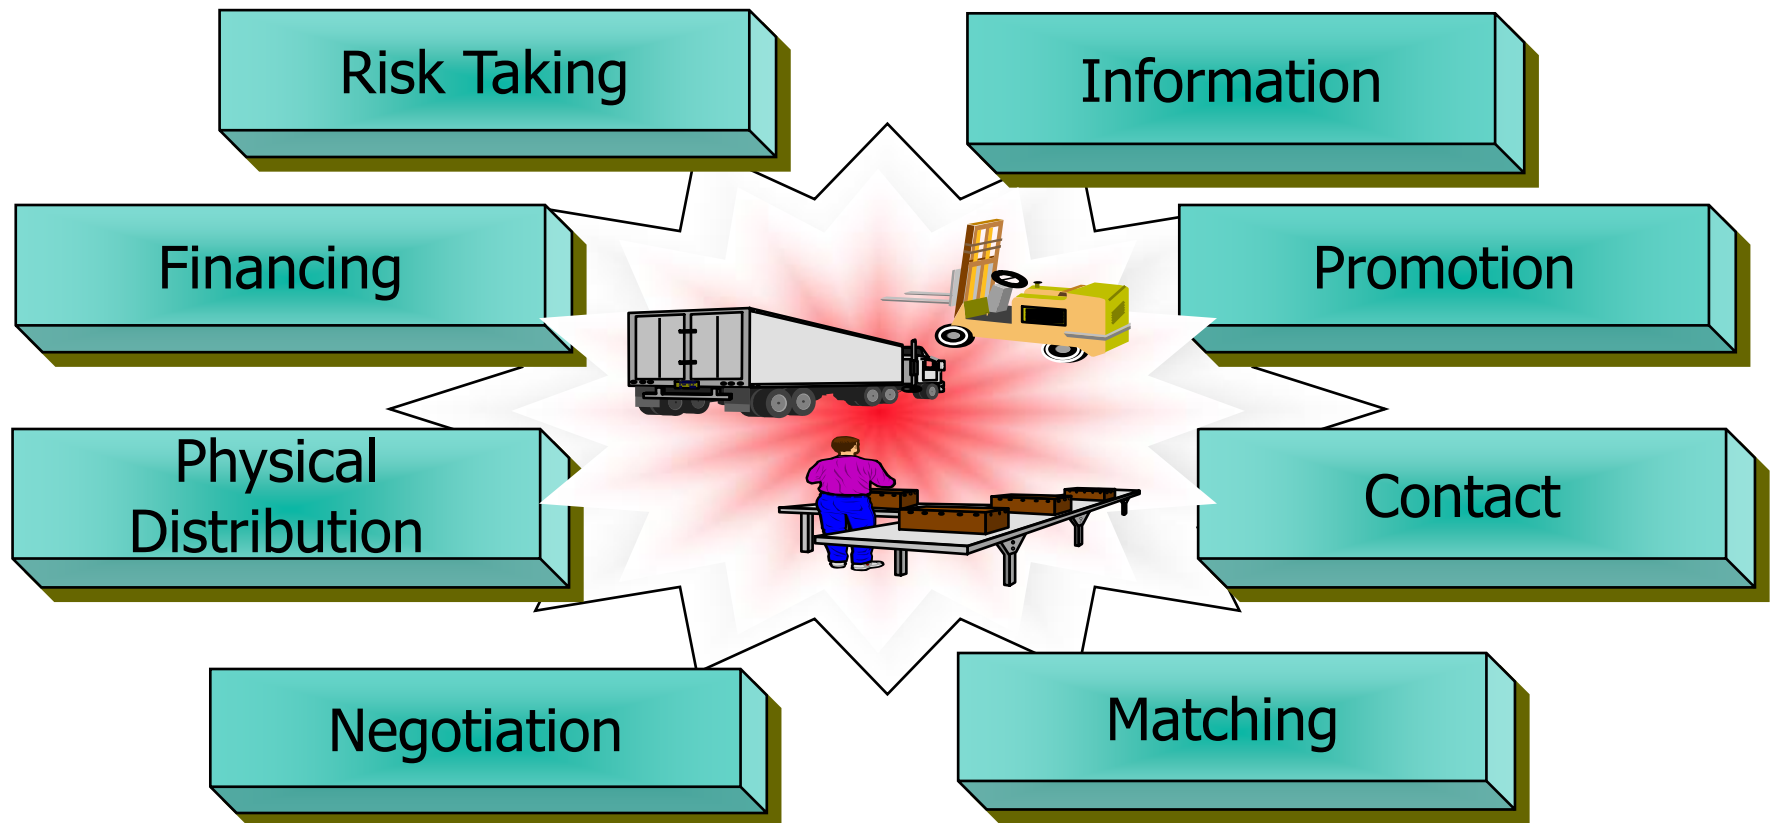 Risk Taking
Information
Financing
Promotion
Physical
Distribution
Contact
Negotiation
Matching